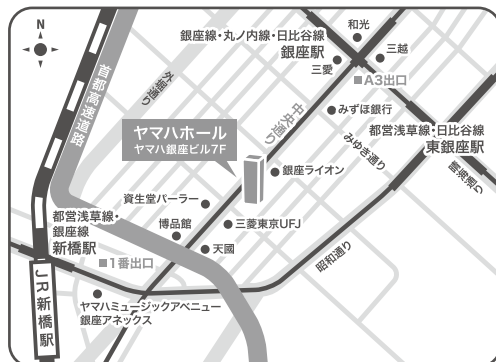 N
和光
銀座線・丸ノ内線・日比谷線
銀座駅
三越
三愛
A3出口
首都高速道路
外堀通り
中央通り
みずほ銀行
都営浅草線・日比谷線
東銀座駅
みゆき通り
晴海通り
ヤマハホール
ヤマハ銀座ビル7F
銀座ライオン
資生堂パーラー
都営浅草線・
銀座線
新橋駅
博品館
三菱東京UFJ
天國
昭和通り
1番出口
JR新橋駅
ヤマハミュージックアベニュー
銀座アネックス